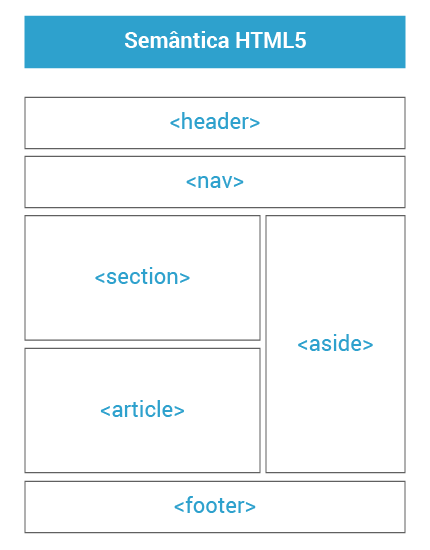 Semântica HTML5
<header>
<nav>
<section>
<aside>
<article>
<footer>